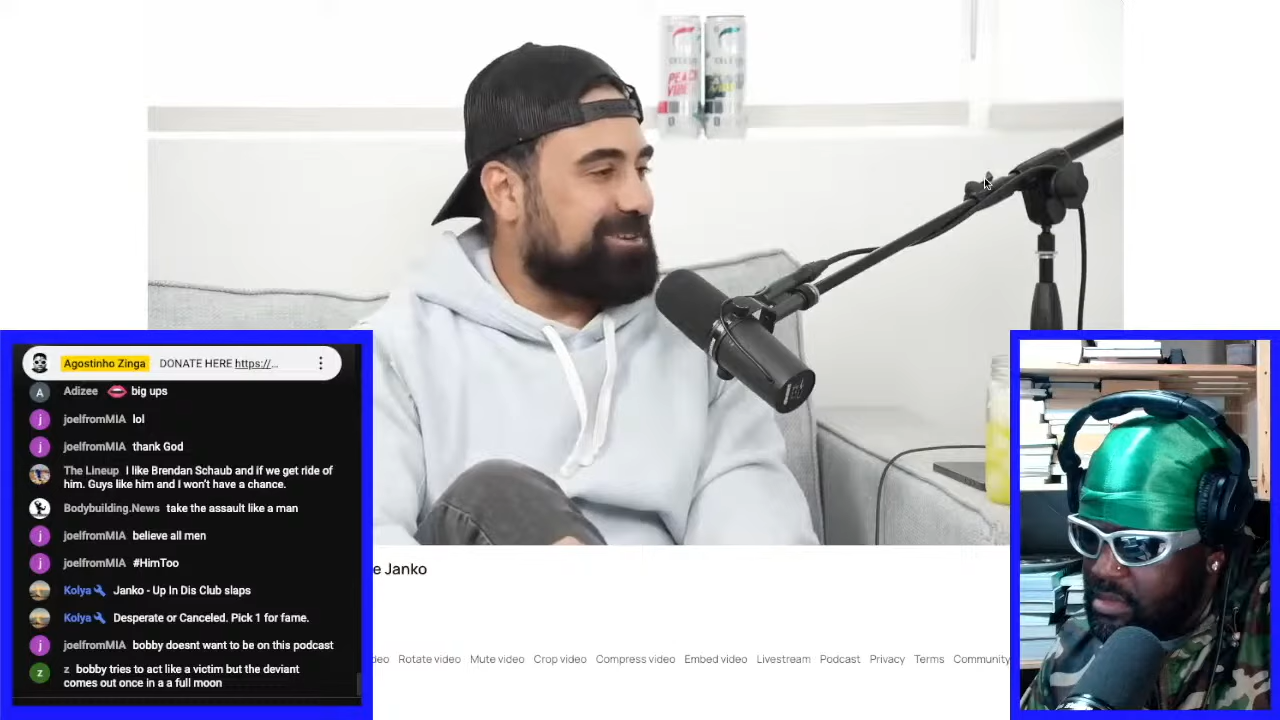 PEACH
VIBE
Agostinho Zinga DONATE HERE https://...
A Adizee big ups
j joelfromMIA lol
j joelfromMIA thank God
The Lineup I like Brendan Schaub and if we get ride of
him. Guys like him and I won't have a chance.
Bodybuilding.News take the assault like a man
j joelfromMIA believe all men
j joelfromMIA #HimToo
Kolya Janko - Up In Dis Club slaps
Kolya Desperate or Canceled. Pick 1 for fame.
j joelfromMIA bobby doesnt want to be on this podcast
z z bobby tries to act like a victim but the deviant
comes out once in a a full moon
e Janko
deo Rotate video Mute video Crop video Compress video Embed video Livestream Podcast Privacy Terms Community